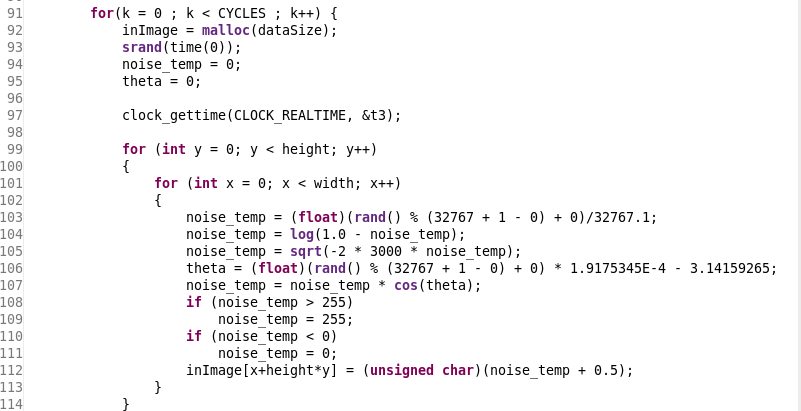 91 for(k = 0 ; k < CYCLES ; k++) {
92 inImage = malloc(dataSize);
93 srand(time(0));
94 noise_temp = 0;
95 theta = 0;
96
97 clock_gettime(CLOCK_REALTIME, &t3);
98
99 for (int y = 0; y < height; y++)
100 {
101 for (int x = 0; x < width; x++)
102 {
103 noise_temp = (float)(rand() % (32767 + 1 - 0) + 0)/32767.1;
104 noise_temp = log(1.0 - noise_temp);
105 noise_temp = sqrt(-2 * 3000 * noise_temp);
106 theta = (float)(rand() % (32767 + 1 - 0) + 0) * 1.9175345E-4 - 3.14159265;
107 noise_temp = noise_temp * cos(theta);
108 if (noise_temp > 255)
109 noise_temp = 255;
110 if (noise_temp < 0)
111 noise_temp = 0;
112 inImage[x+height*y] = (unsigned char)(noise_temp + 0.5);
113 }
114 }